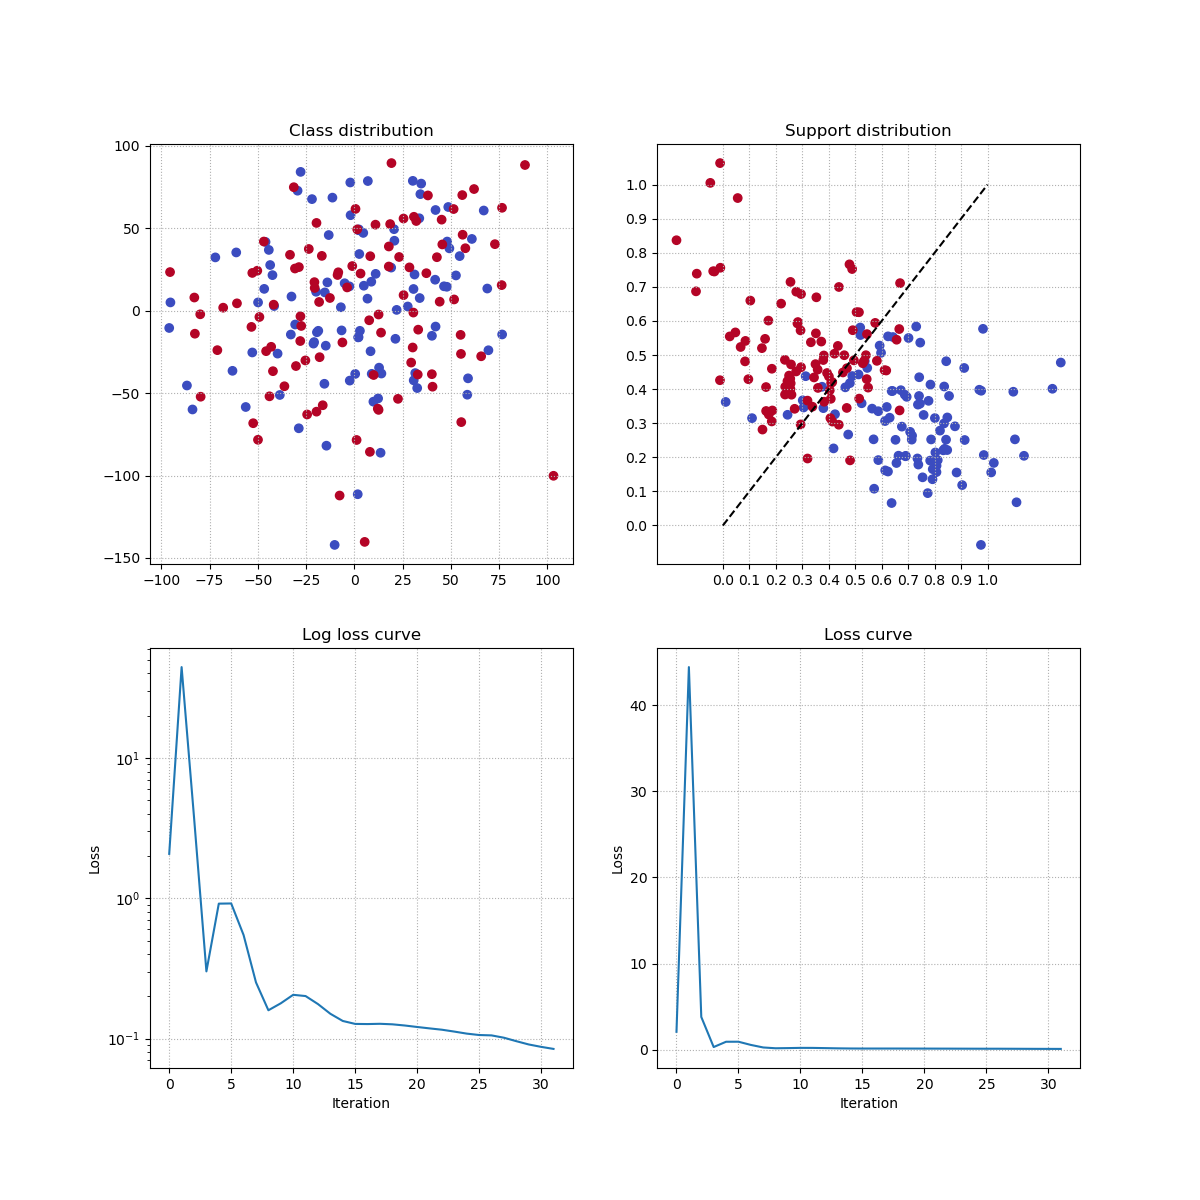 Class distribution
100
50
0
−50
−100
−150
−100 −75 −50 −25 0 25 50 75 100
Support distribution
1.0
0.9
0.8
0.7
0.6
0.5
0.4
0.3
0.2
0.1
0.0
0.0 0.1 0.2 0.3 0.4 0.5 0.6 0.7 0.8 0.9 1.0
Log loss curve
Loss
10¹
10⁰
10⁻¹
0 5 10 15 20 25 30
Iteration
Loss curve
Loss
40
30
20
10
0
0 5 10 15 20 25 30
Iteration